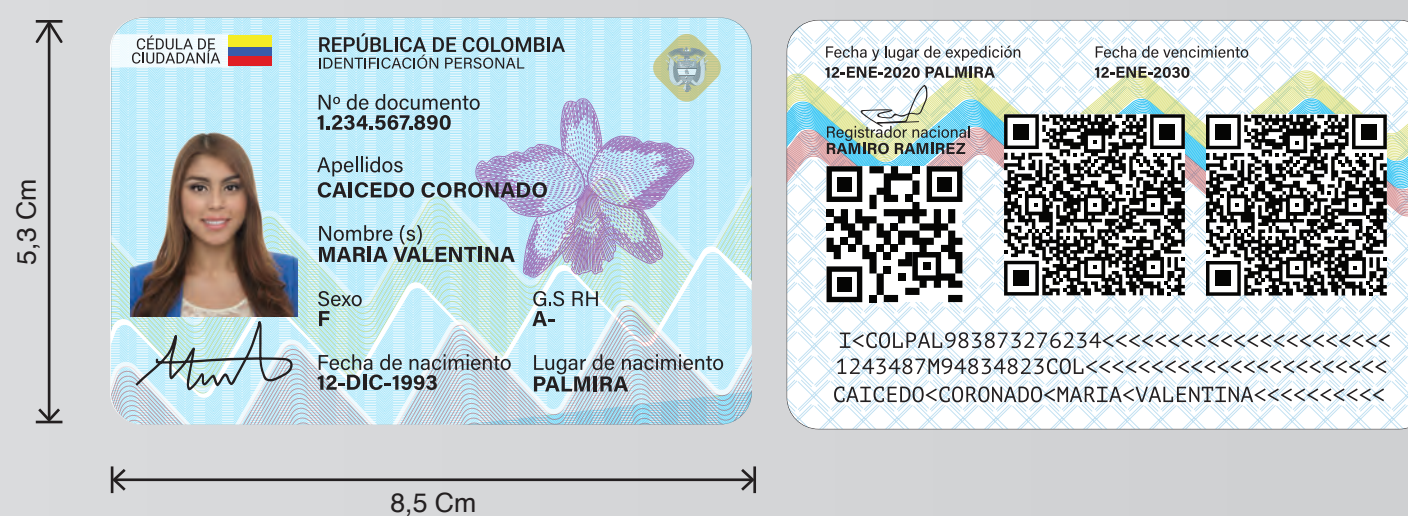 CÉDULA DE
CIUDADANÍA
REPÚBLICA DE COLOMBIA
IDENTIFICACIÓN PERSONAL
Nº de documento
1.234.567.890
Apellidos
CAICEDO CORONADO
Nombre (s)
MARÍA VALENTINA
Sexo
F
G.S RH
A-
Fecha de nacimiento
12-DIC-1993
Lugar de nacimiento
PALMIRA
5,3 Cm
8,5 Cm
Fecha y lugar de expedición
12-ENE-2020 PALMIRA
Fecha de vencimiento
12-ENE-2030
Registrador nacional
RAMIRO RAMIREZ
I<COLPAL983873276234<<<<<<<<<<<<<<<<<<<<<<
1243487M94834823COL<<<<<<<<<<<<<<<<<<<<<<<
CAICEDO<CORONADO<MARIA<VALENTINA<<<<<<<<<<